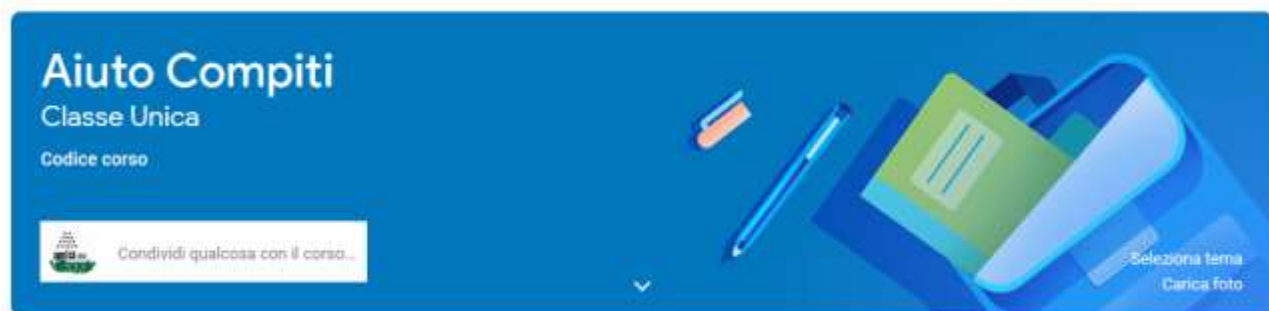 Aiuto Compiti
Classe Unica
Codice corso
Condividi qualcosa con il corso...
Seleziona tema
Carica foto